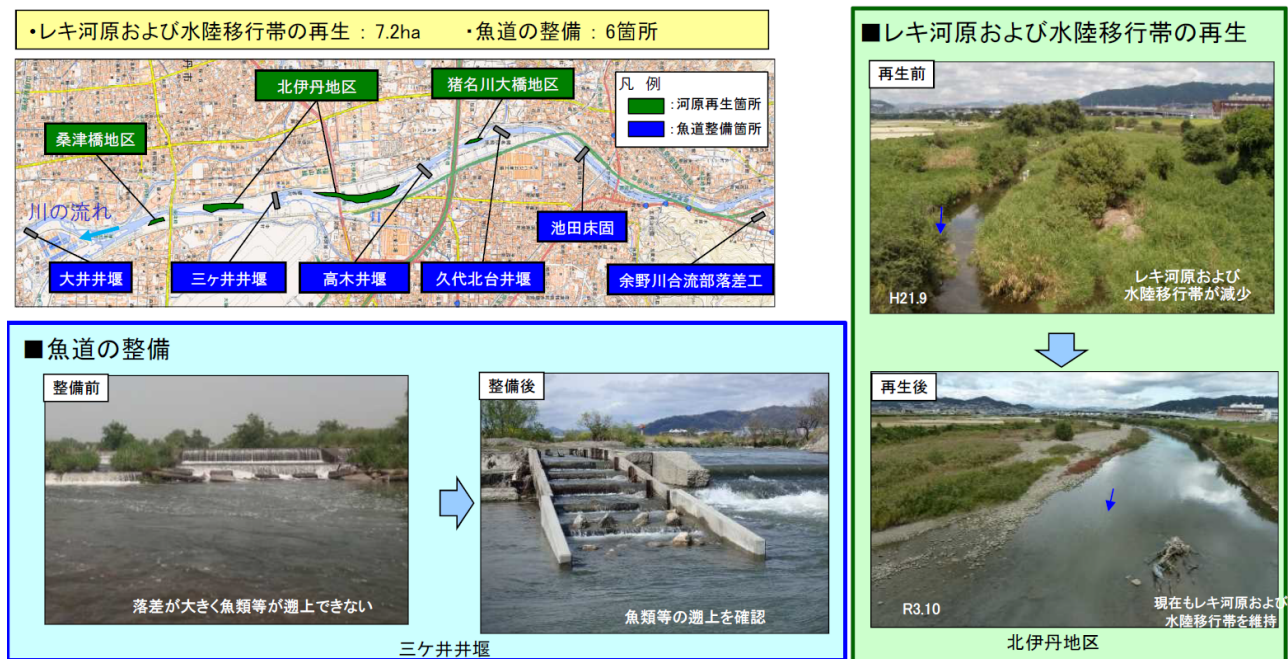 ・レキ河原および水陸移行帯の再生：7.2ha ・魚道の整備：6箇所
北伊丹地区
猪名川大橋地区
凡 例
：河原再生箇所
：魚道整備箇所
桑津橋地区
川の流れ
池田床固
大井井堰
三ヶ井井堰
高木井堰
久代北台井堰
余野川合流部落差工
■魚道の整備
整備前
落差が大きく魚類等が遡上できない
整備後
魚類等の遡上を確認
三ケ井井堰
■レキ河原および水陸移行帯の再生
再生前
H21.9
レキ河原および
水陸移行帯が減少
再生後
R3.10
現在もレキ河原および
水陸移行帯を維持
北伊丹地区